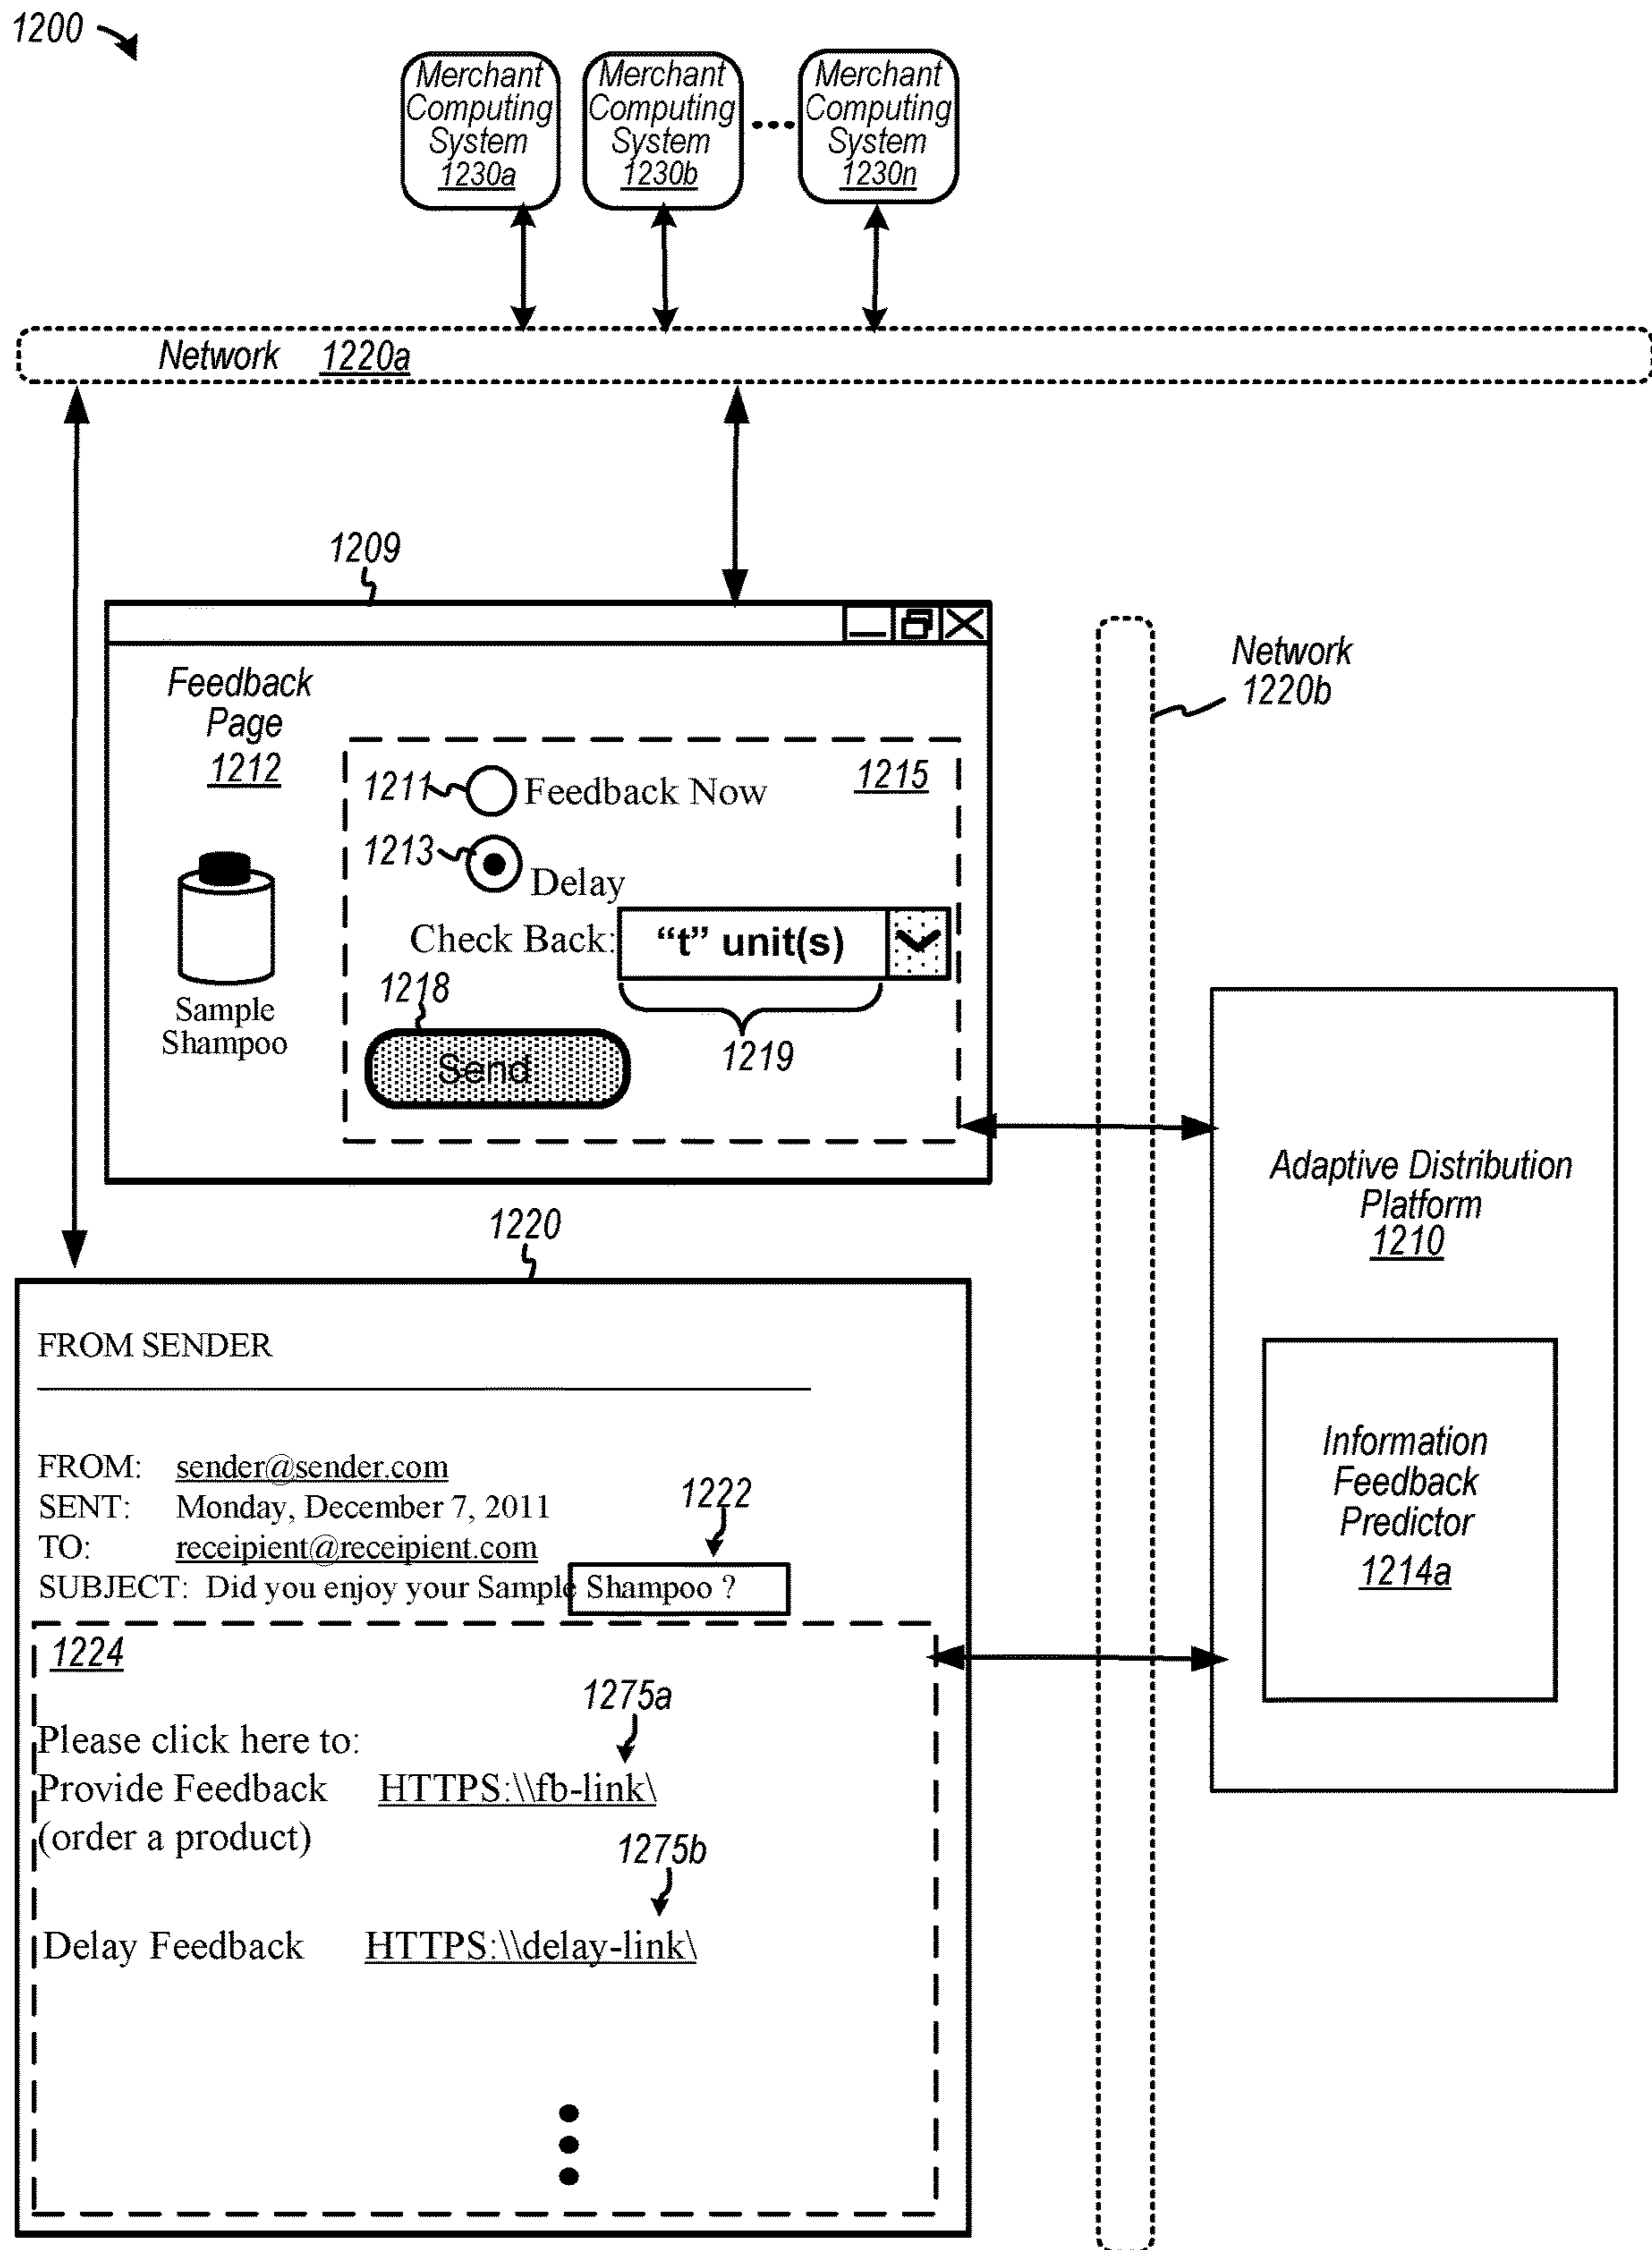 1200
Merchant
Computing
System
1230a
Merchant
Computing
System
1230b
Merchant
Computing
System
1230n
Network 1220a
1209
Network
1220b
Feedback
Page
1212
1215
1211 Feedback Now
1213
Delay
Check Back: “t” unit(s)
1218
Sample
Shampoo
1219
Send
Adaptive Distribution
Platform
1210
1220
FROM SENDER
Information
Feedback
Predictor
1214a
FROM: sender@sender.com
SENT: Monday, December 7, 2011
1222
TO: receipient@receipient.com
SUBJECT: Did you enjoy your Sample Shampoo ?
1224
1275a
Please click here to:
Provide Feedback HTTPS:\\fb-link\
(order a product)
1275b
Delay Feedback HTTPS:\\delay-link\